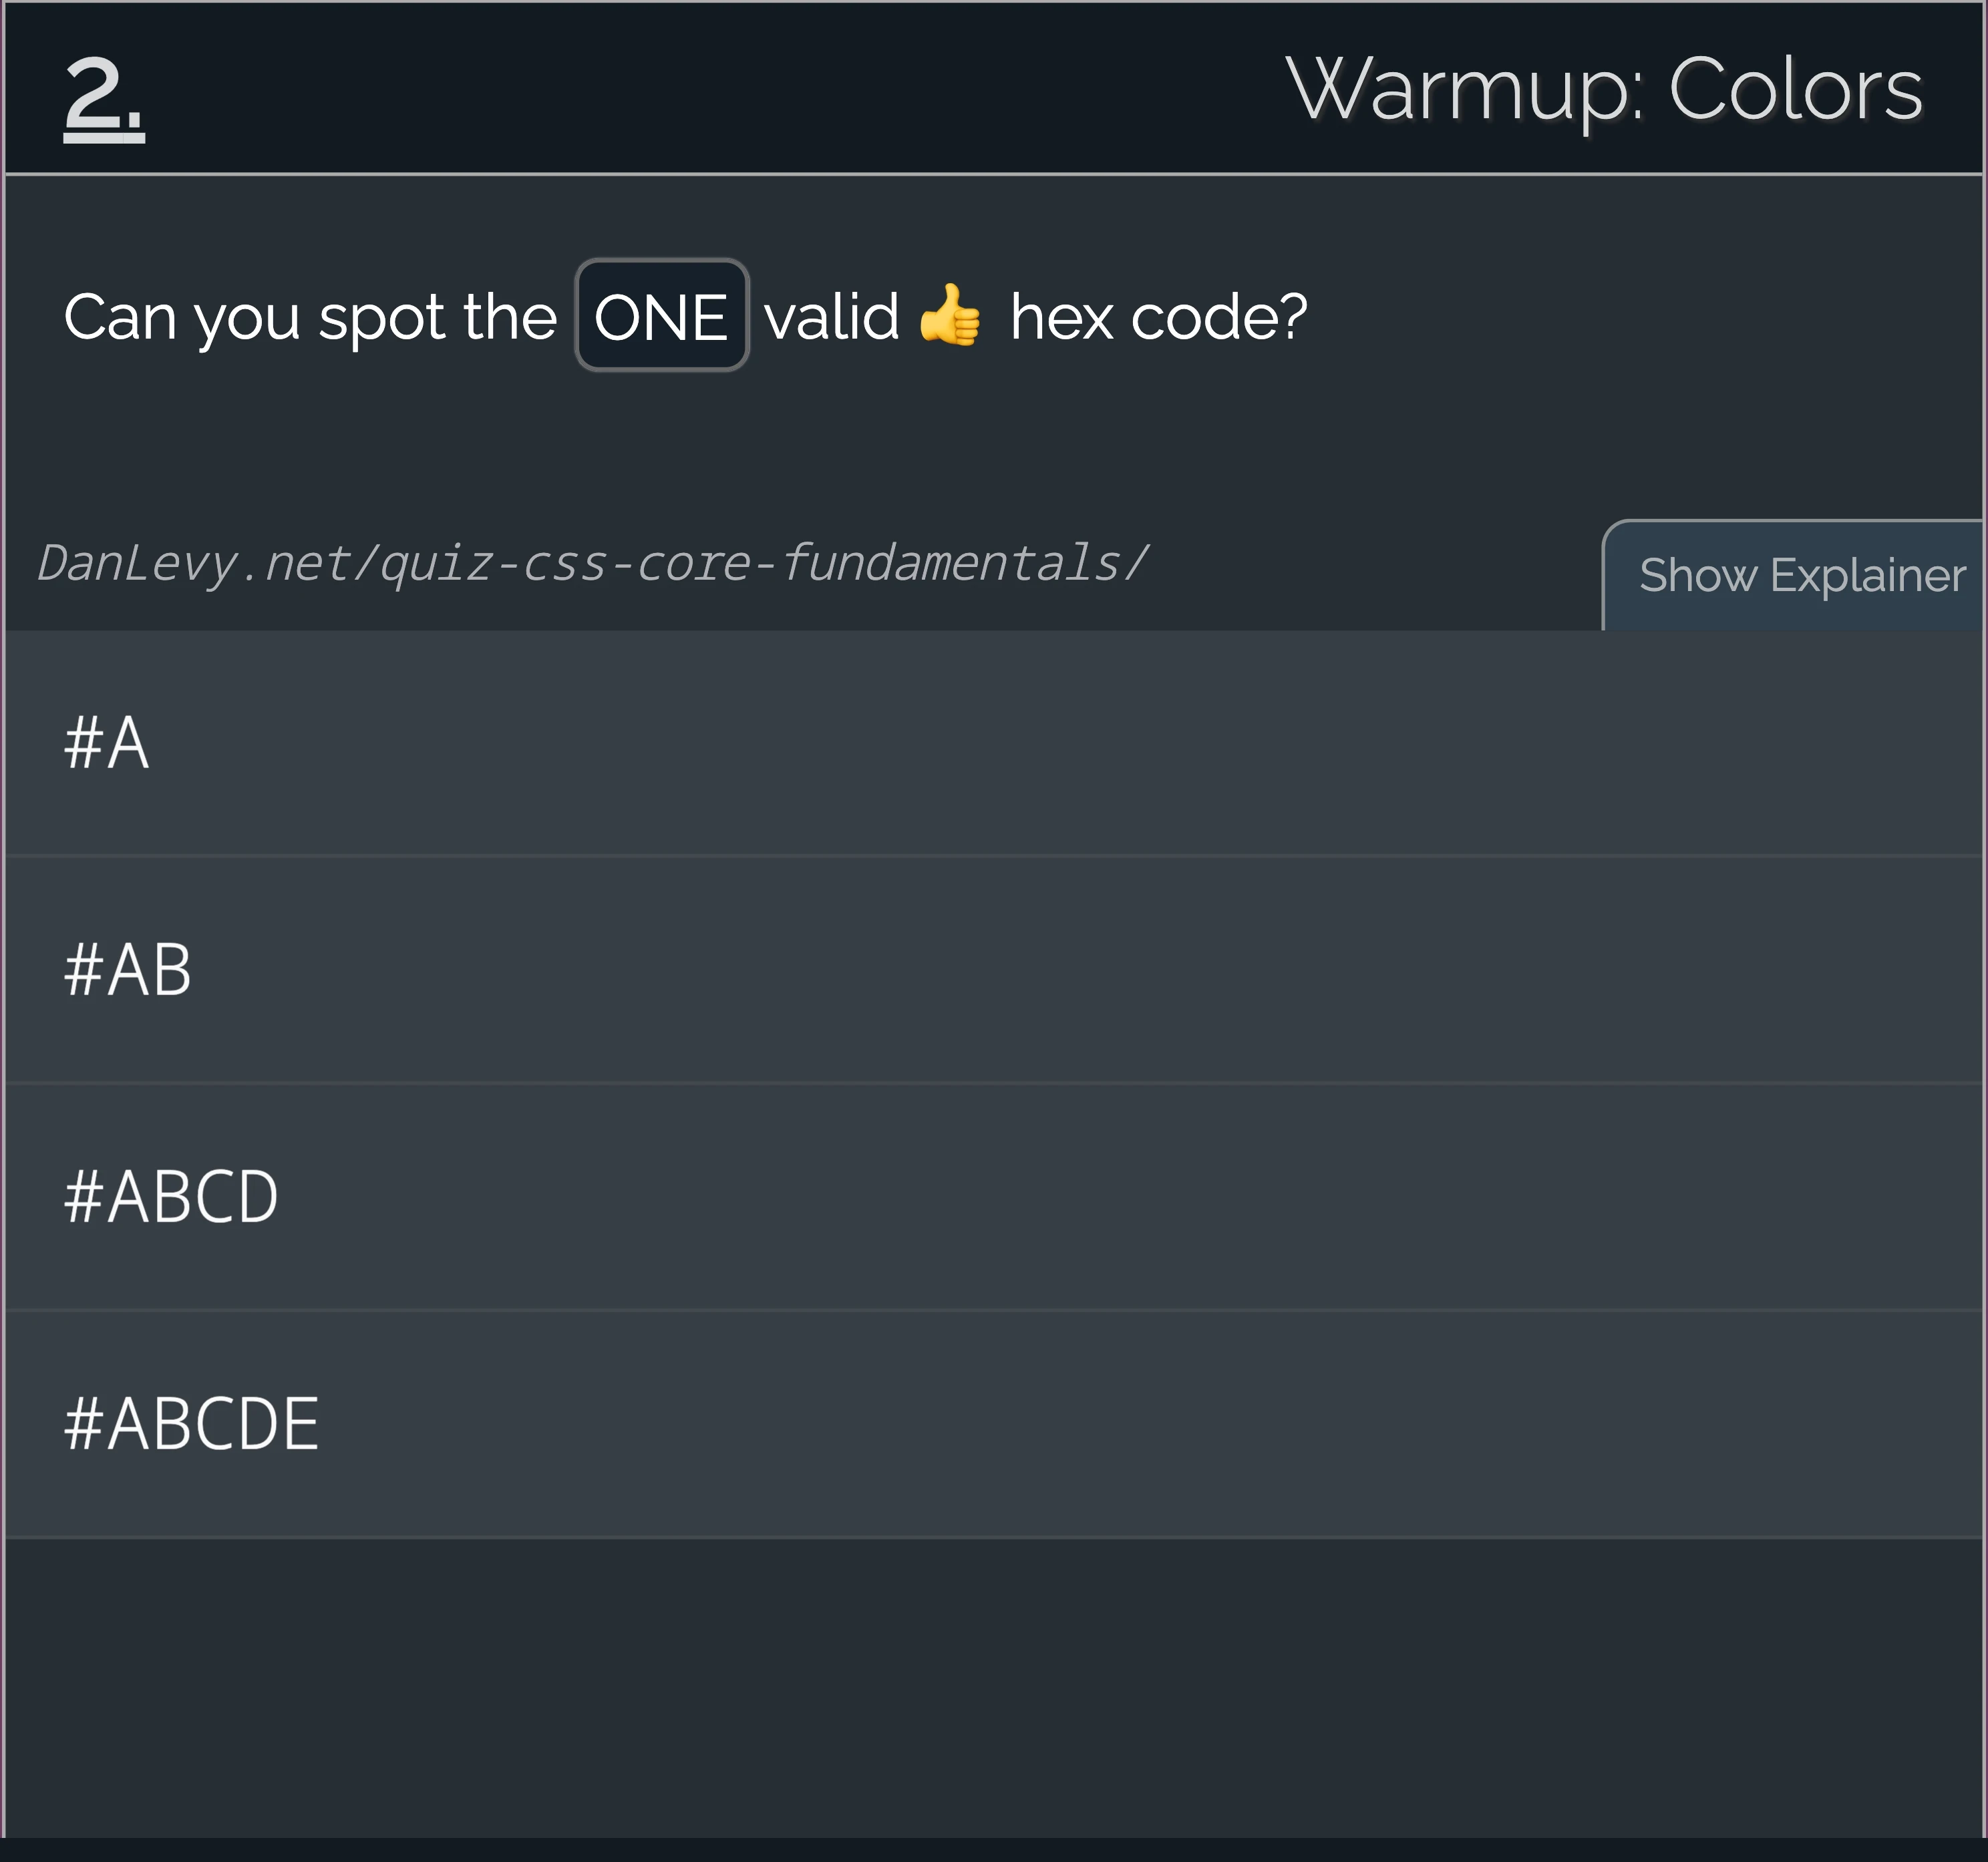 2.
Warmup: Colors
Can you spot the ONE valid 👍 hex code?
DanLevy.net/quiz-css-core-fundamentals/
Show Explainer
#A
#AB
#ABCD
#ABCDE